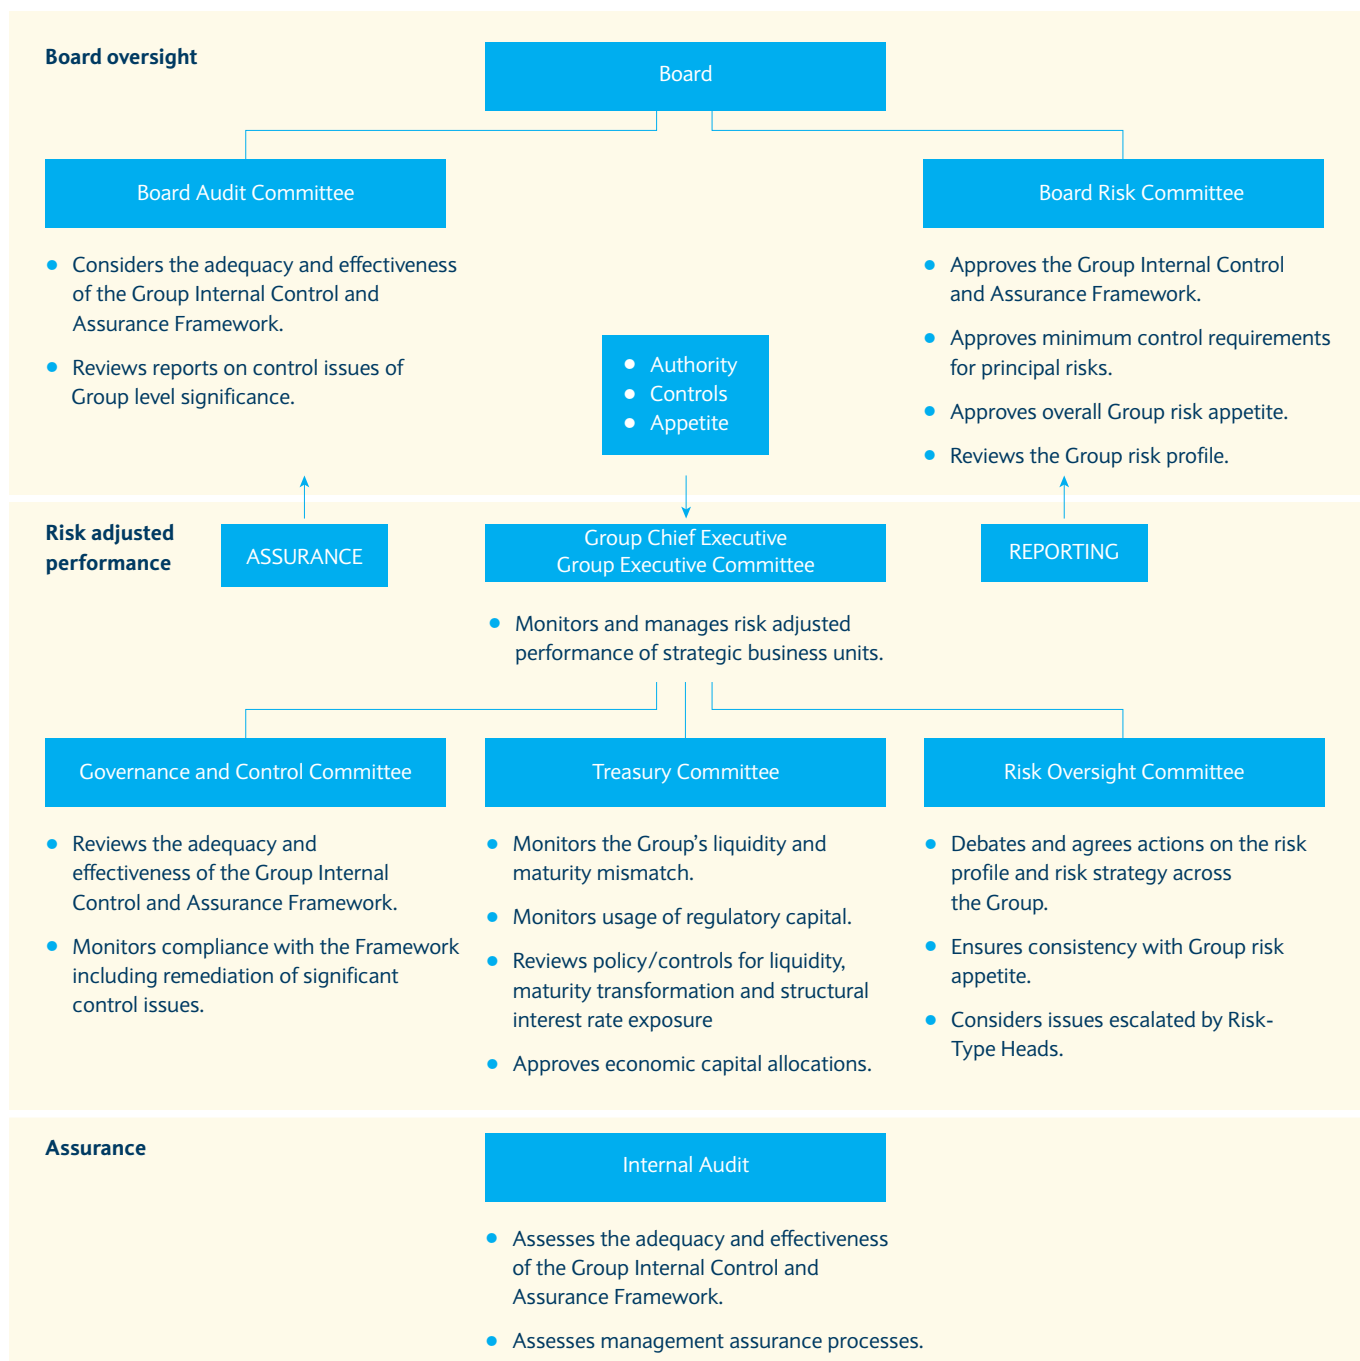 Board oversight
Board
Board Audit Committee
• Considers the adequacy and effectiveness
of the Group Internal Control and
Assurance Framework.
• Reviews reports on control issues of
Group level significance.
• Authority
• Controls
• Appetite
Board Risk Committee
• Approves the Group Internal Control
and Assurance Framework.
• Approves minimum control requirements
for principal risks.
• Approves overall Group risk appetite.
• Reviews the Group risk profile.
Risk adjusted
performance
ASSURANCE
Group Chief Executive
Group Executive Committee
REPORTING
• Monitors and manages risk adjusted
performance of strategic business units.
Governance and Control Committee
• Reviews the adequacy and
effectiveness of the Group Internal
Control and Assurance Framework.
• Monitors compliance with the Framework
including remediation of significant
control issues.
Treasury Committee
• Monitors the Group’s liquidity and
maturity mismatch.
• Monitors usage of regulatory capital.
• Reviews policy/controls for liquidity,
maturity transformation and structural
interest rate exposure
• Approves economic capital allocations.
Risk Oversight Committee
• Debates and agrees actions on the risk
profile and risk strategy across
the Group.
• Ensures consistency with Group risk
appetite.
• Considers issues escalated by Risk-
Type Heads.
Assurance
Internal Audit
• Assesses the adequacy and effectiveness
of the Group Internal Control and
Assurance Framework.
• Assesses management assurance processes.